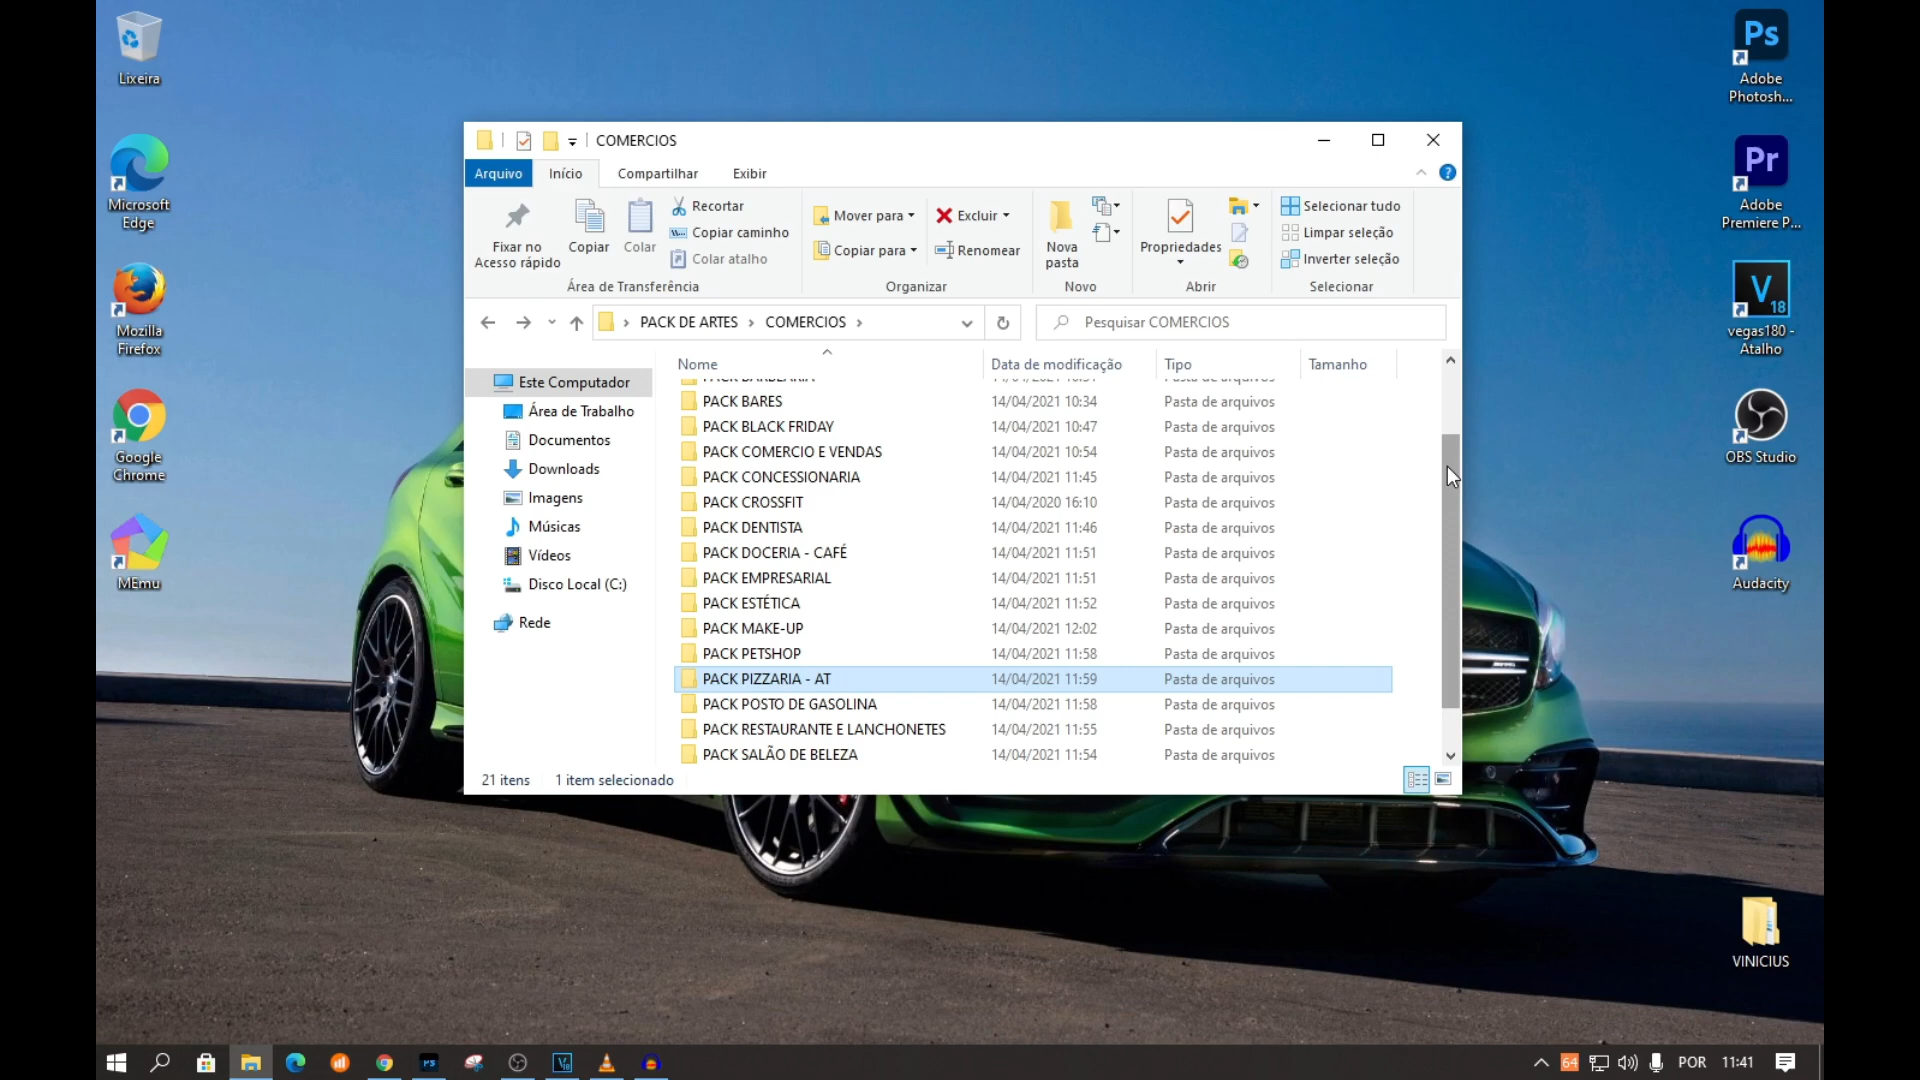 Lixeira
Microsoft
Edge
Mozilla
Firefox
Google
Chrome
MEmu
COMERCIOS
Arquivo
Início
Compartilhar
Exibir
Fixar no
Acesso rápido
Copiar
Colar
Recortar
Copiar caminho
Colar atalho
Área de Transferência
Mover para
Copiar para
Excluir
Renomear
Organizar
Nova
pasta
Novo
Propriedades
Abrir
Selecionar tudo
Limpar seleção
Inverter seleção
Selecionar
PACK DE ARTES > COMERCIOS >
Pesquisar COMERCIOS
Este Computador
Área de Trabalho
Documentos
Downloads
Imagens
Músicas
Vídeos
Disco Local (C:)
Rede
Nome Data de modificação Tipo Tamanho
PACK BARES 14/04/2021 10:34 Pasta de arquivos
PACK BLACK FRIDAY 14/04/2021 10:47 Pasta de arquivos
PACK COMERCIO E VENDAS 14/04/2021 10:54 Pasta de arquivos
PACK CONCESSIONARIA 14/04/2021 11:45 Pasta de arquivos
PACK CROSSFIT 14/04/2020 16:10 Pasta de arquivos
PACK DENTISTA 14/04/2021 11:46 Pasta de arquivos
PACK DOCERIA - CAFÉ 14/04/2021 11:51 Pasta de arquivos
PACK EMPRESARIAL 14/04/2021 11:51 Pasta de arquivos
PACK ESTÉTICA 14/04/2021 11:52 Pasta de arquivos
PACK MAKE-UP 14/04/2021 12:02 Pasta de arquivos
PACK PETSHOP 14/04/2021 11:58 Pasta de arquivos
PACK PIZZARIA - AT 14/04/2021 11:59 Pasta de arquivos
PACK POSTO DE GASOLINA 14/04/2021 11:58 Pasta de arquivos
PACK RESTAURANTE E LANCHONETES 14/04/2021 11:55 Pasta de arquivos
PACK SALÃO DE BELEZA 14/04/2021 11:54 Pasta de arquivos
21 itens 1 item selecionado
Ps
Adobe
Photosh...
Pr
Adobe
Premiere P...
V
18
vegas180 -
Atalho
OBS Studio
Audacity
VINICIUS
64
POR
11:41